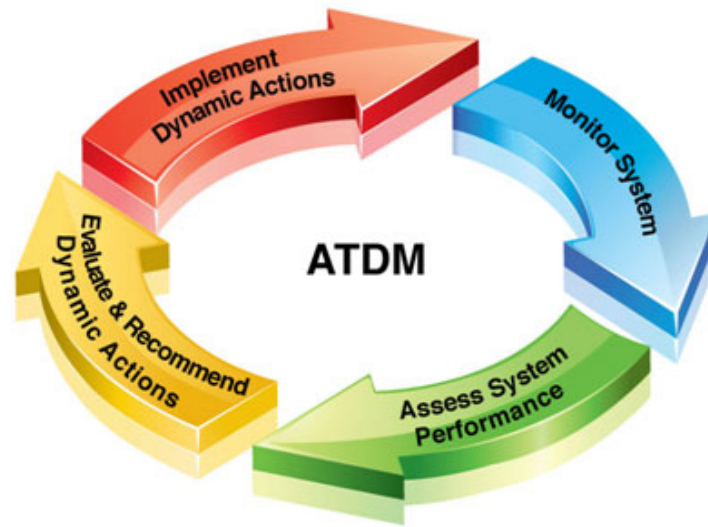 Implement
Dynamic Actions
Monitor System
ATDM
Evaluate & Recommend
Dynamic Actions
Assess System
Performance